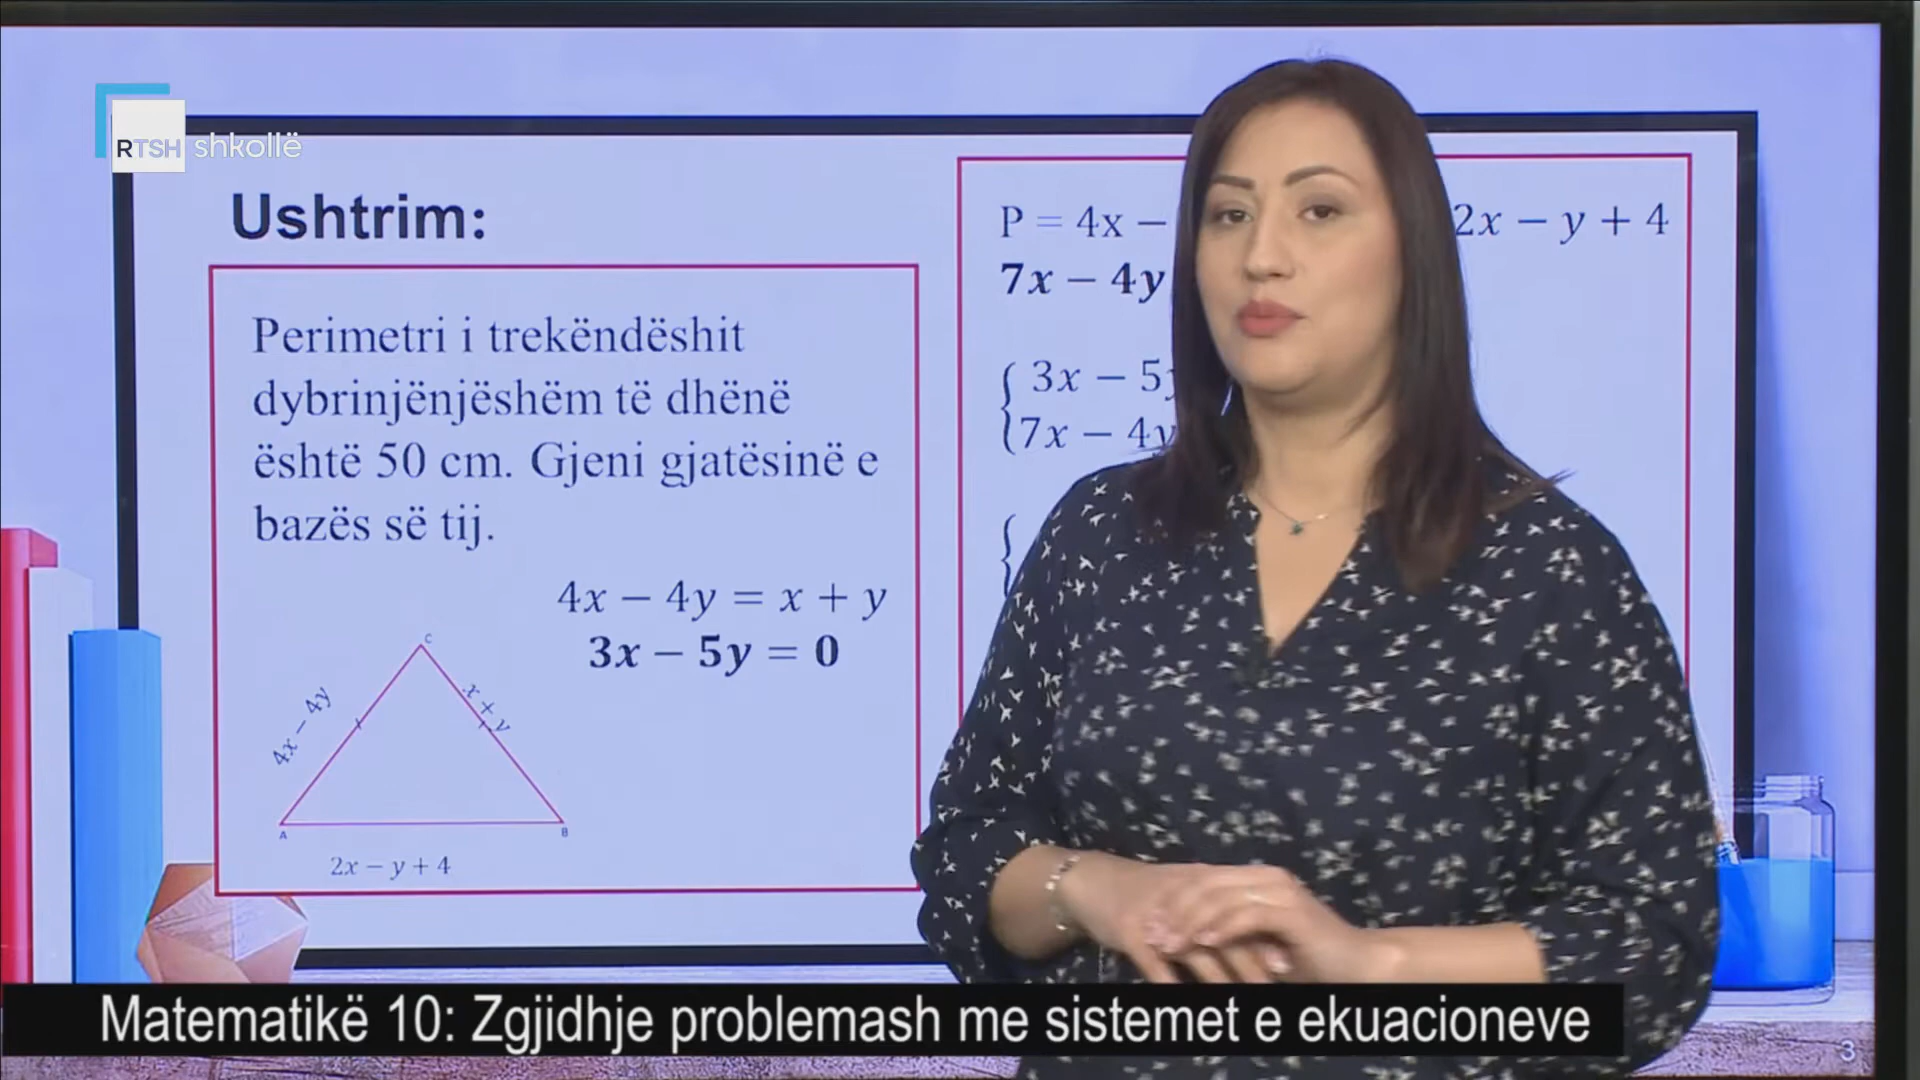 RTSH shkollë
Ushtrim:
Perimetri i trekëndëshit
dybrinjënjëshëm të dhënë
është 50 cm. Gjeni gjatësinë e
bazës së tij.
4x − 4y = x + y
3x − 5y = 0
C
4x − 4y
x + y
A
B
2x − y + 4
P = 4x − 2x − y + 4
7x − 4y
3x − 5y
7x − 4y
Matematikë 10: Zgjidhje problemash me sistemet e ekuacioneve
3